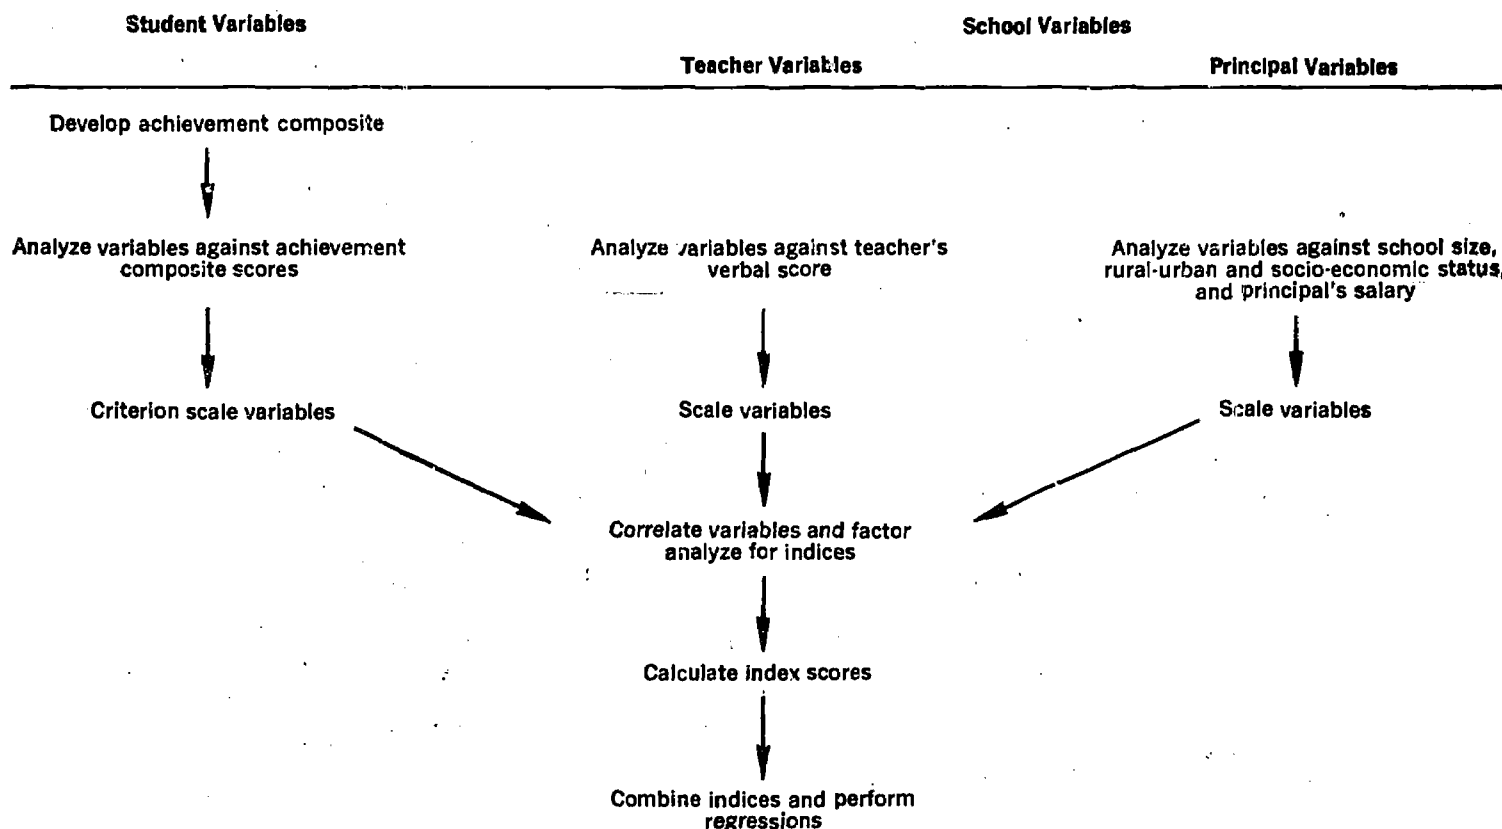 Student Variables
School Variables
Teacher Variables
Principal Variables
Develop achievement composite
Analyze variables against achievement
composite scores
Analyze variables against teacher's
verbal score
Analyze variables against school size,
rural-urban and socio-economic status,
and principal's salary
Criterion scale variables
Scale variables
Scale variables
Correlate variables and factor
analyze for indices
Calculate index scores
Combine indices and perform
regressions